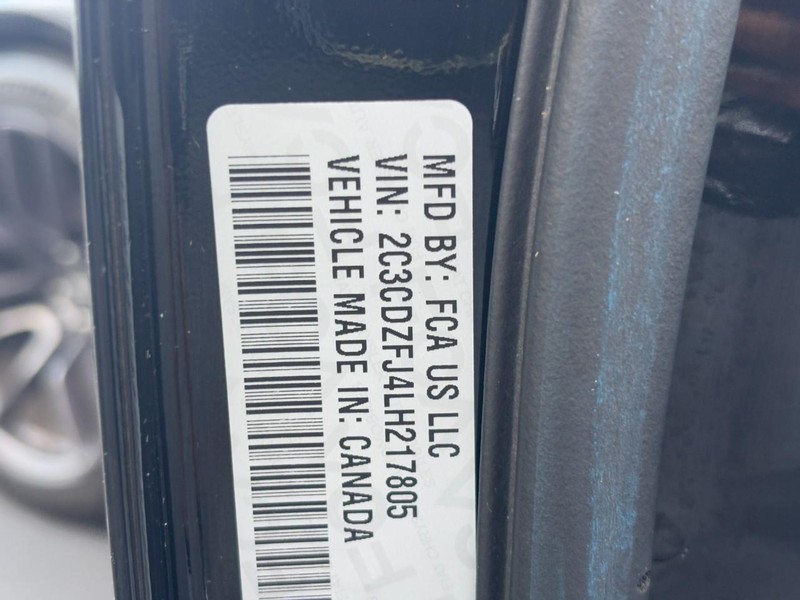 MFD BY: FCA US LLC
VIN: 2C3CDZFJ4LH217805
VEHICLE MADE IN: CANADA